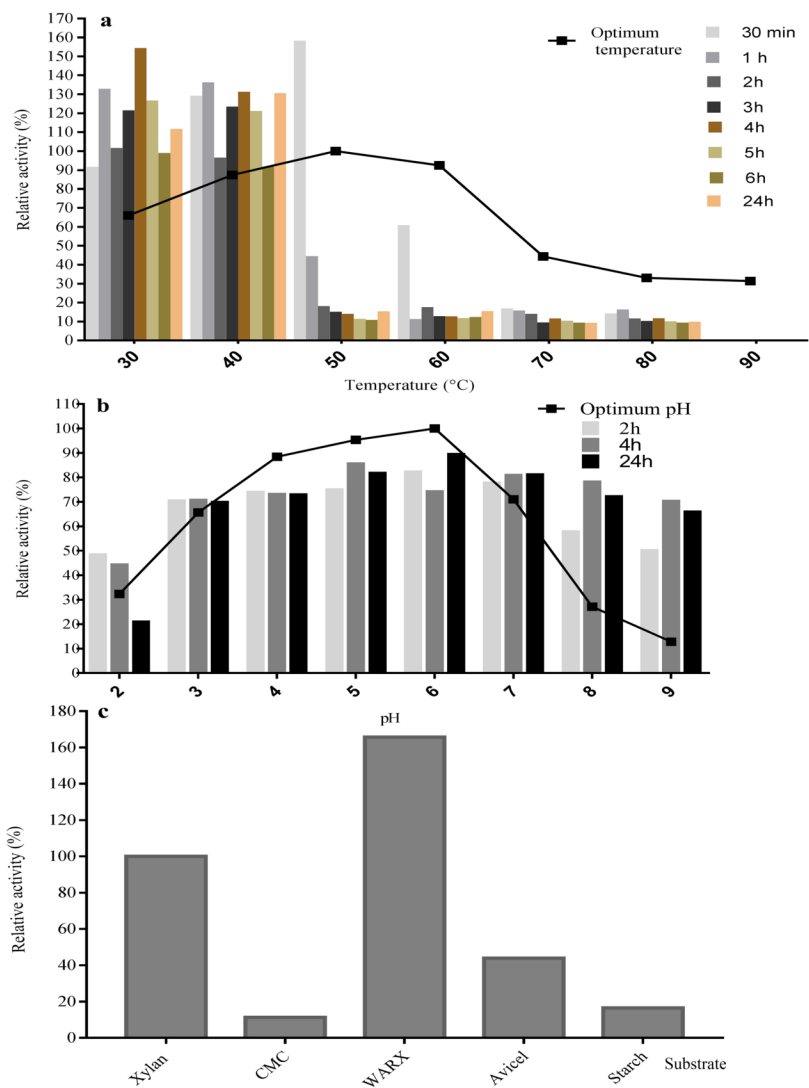 a
170
160
150
140
130
120
110
100
90
80
70
60
50
40
30
20
10
0
Relative activity (%)
Optimum
temperature
30 min
1 h
2h
3h
4h
5h
6h
24h
30 40 50 60 70 80 90
Temperature (°C)
b
110
100
90
80
70
60
50
40
30
20
10
0
Relative activity (%)
Optimum pH
2h
4h
24h
2 3 4 5 6 7 8 9
pH
c
180
160
140
120
100
80
60
40
20
0
Relative activity (%)
Xylan CMC WARX Avicel Starch Substrate